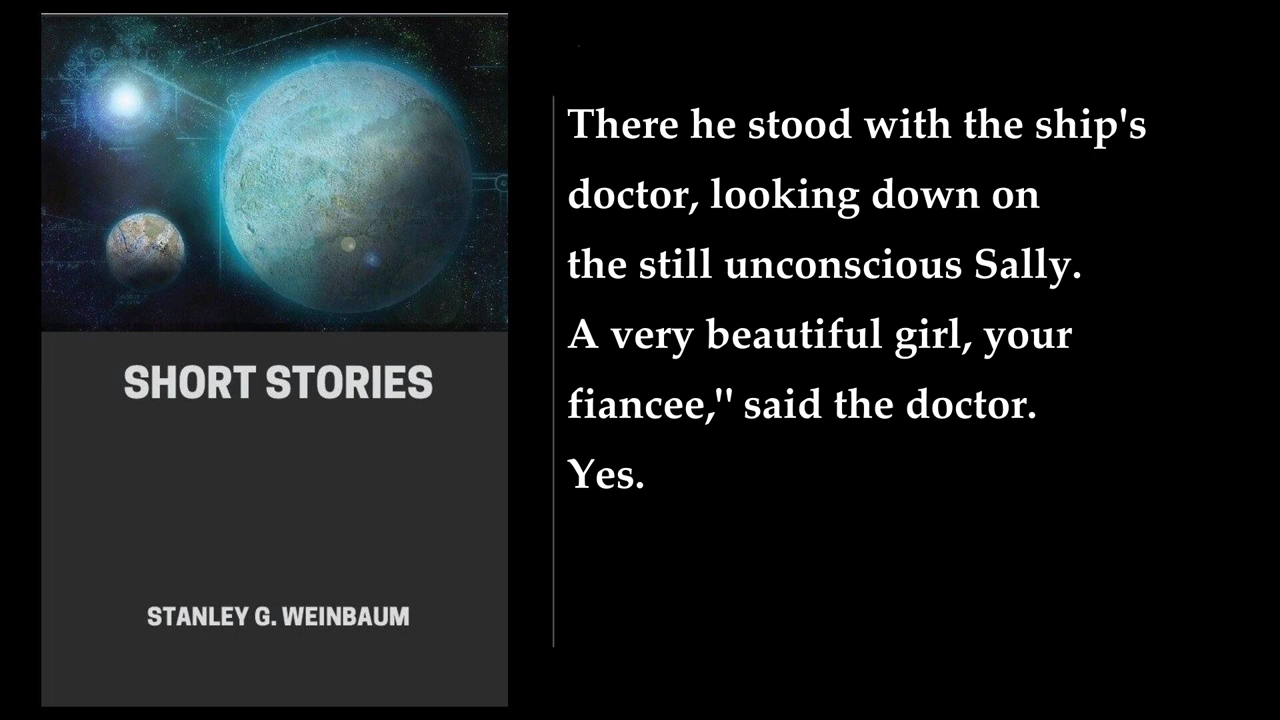 SHORT STORIES
STANLEY G. WEINBAUM
There he stood with the ship's
doctor, looking down on
the still unconscious Sally.
A very beautiful girl, your
fiancee," said the doctor.
Yes.